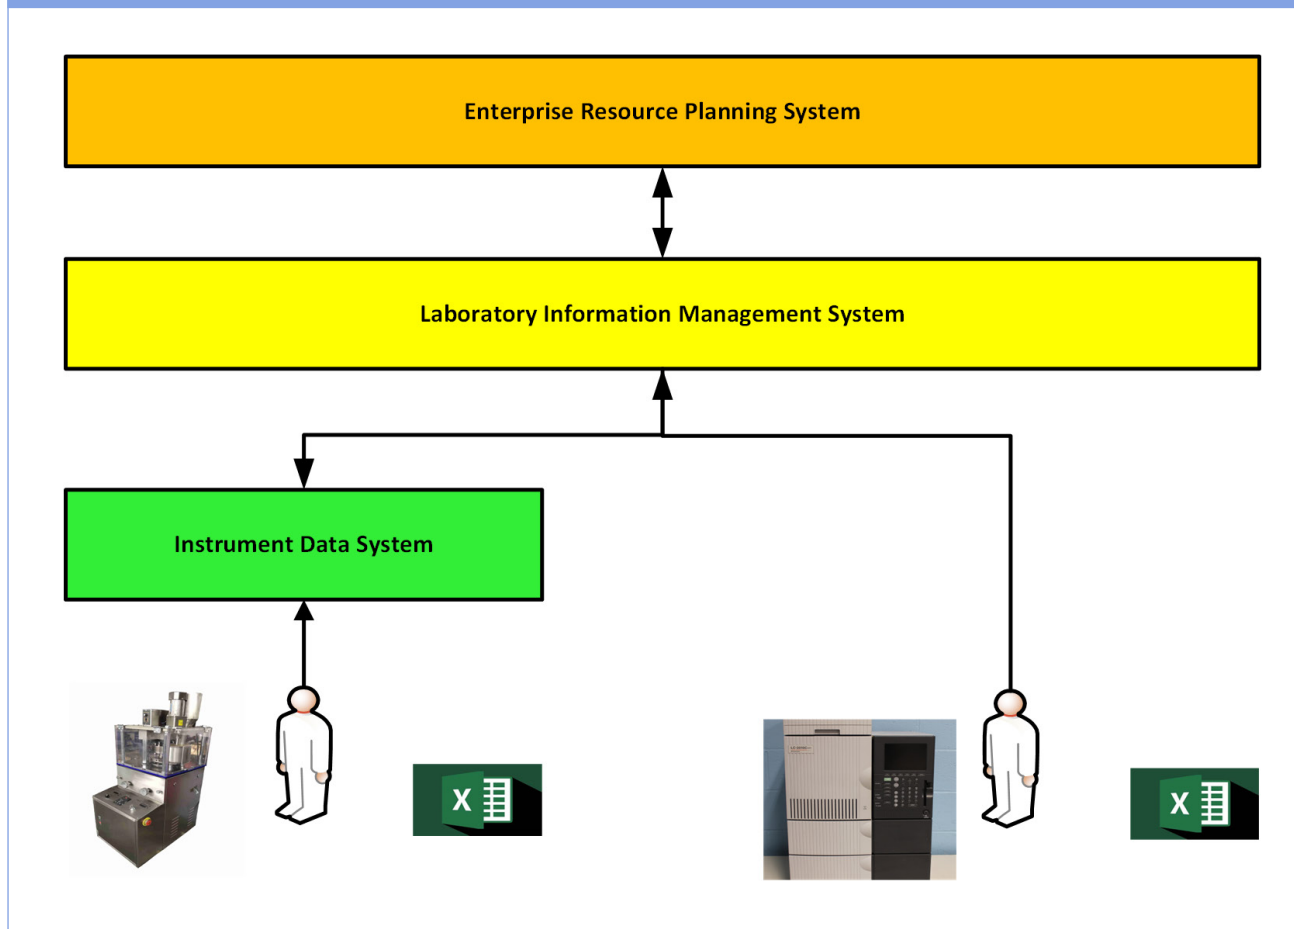 Enterprise Resource Planning System
Laboratory Information Management System
Instrument Data System
X
X